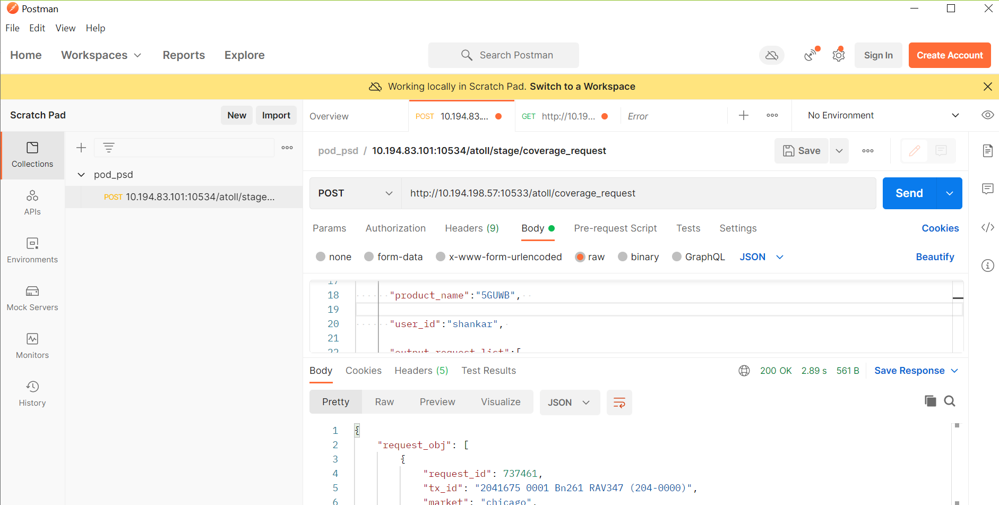 Postman
File Edit View Help
Home Workspaces Reports Explore
Search Postman
Sign In
Create Account
Working locally in Scratch Pad. Switch to a Workspace
Scratch Pad
New
Import
Overview
POST 10.194.83....
GET http://10.19...
Error
No Environment
Collections
APIs
Environments
Mock Servers
Monitors
History
pod_psd
POST 10.194.83.101:10534/atoll/stage...
pod_psd / 10.194.83.101:10534/atoll/stage/coverage_request
Save
POST
http://10.194.198.57:10533/atoll/coverage_request
Send
Params Authorization Headers (9) Body Pre-request Script Tests Settings Cookies
none form-data x-www-form-urlencoded raw binary GraphQL JSON Beautify
17
18 "product_name":"5GUWB",
19
20 "user_id":"shankar",
21
22 "output_request_list":[
Body Cookies Headers (5) Test Results
200 OK 2.89 s 561 B Save Response
Pretty Raw Preview Visualize JSON
1 {
2 "request_obj": [
3 {
4 "request_id": 737461,
5 "tx_id": "2041675 0001 Bn261 RAV347 (204-0000)",
6 "market": "chicago",